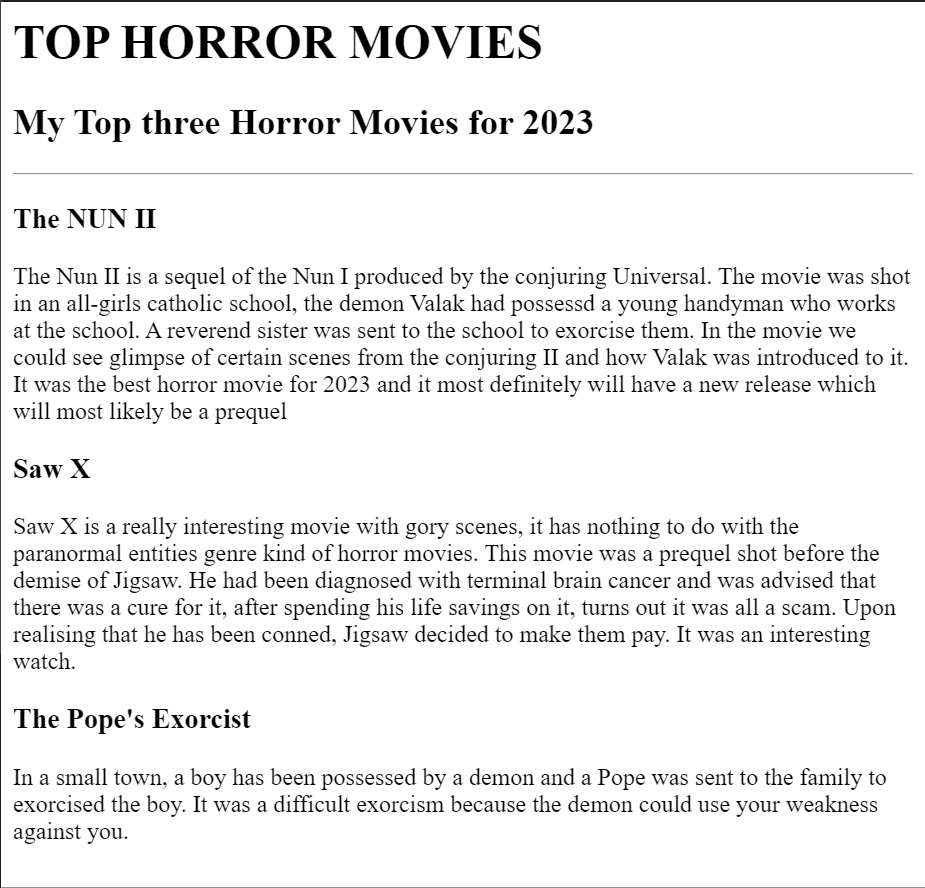 TOP HORROR MOVIES
My Top three Horror Movies for 2023
The NUN II
The Nun II is a sequel of the Nun I produced by the conjuring Universal. The movie was shot
in an all-girls catholic school, the demon Valak had possessd a young handyman who works
at the school. A reverend sister was sent to the school to exorcise them. In the movie we
could see glimpse of certain scenes from the conjuring II and how Valak was introduced to it.
It was the best horror movie for 2023 and it most definitely will have a new release which
will most likely be a prequel
Saw X
Saw X is a really interesting movie with gory scenes, it has nothing to do with the
paranormal entities genre kind of horror movies. This movie was a prequel shot before the
demise of Jigsaw. He had been diagnosed with terminal brain cancer and was advised that
there was a cure for it, after spending his life savings on it, turns out it was all a scam. Upon
realising that he has been conned, Jigsaw decided to make them pay. It was an interesting
watch.
The Pope's Exorcist
In a small town, a boy has been possessed by a demon and a Pope was sent to the family to
exorcised the boy. It was a difficult exorcism because the demon could use your weakness
against you.